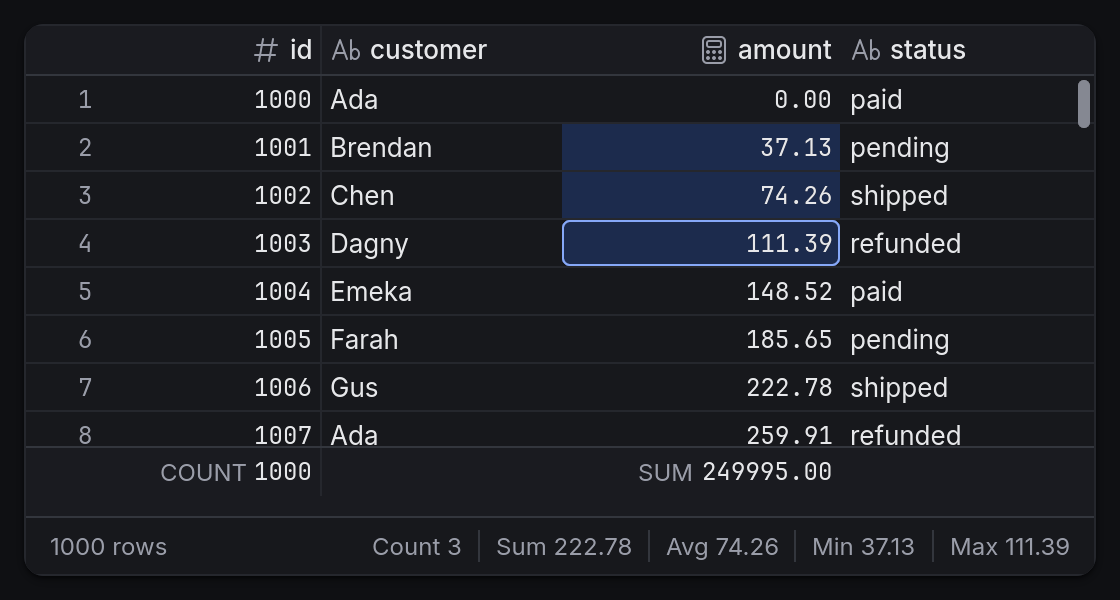 # id Ab customer amount Ab status
1 1000 Ada 0.00 paid
2 1001 Brendan 37.13 pending
3 1002 Chen 74.26 shipped
4 1003 Dagny 111.39 refunded
5 1004 Emeka 148.52 paid
6 1005 Farah 185.65 pending
7 1006 Gus 222.78 shipped
8 1007 Ada 259.91 refunded
COUNT 1000 SUM 249995.00
1000 rows Count 3 Sum 222.78 Avg 74.26 Min 37.13 Max 111.39